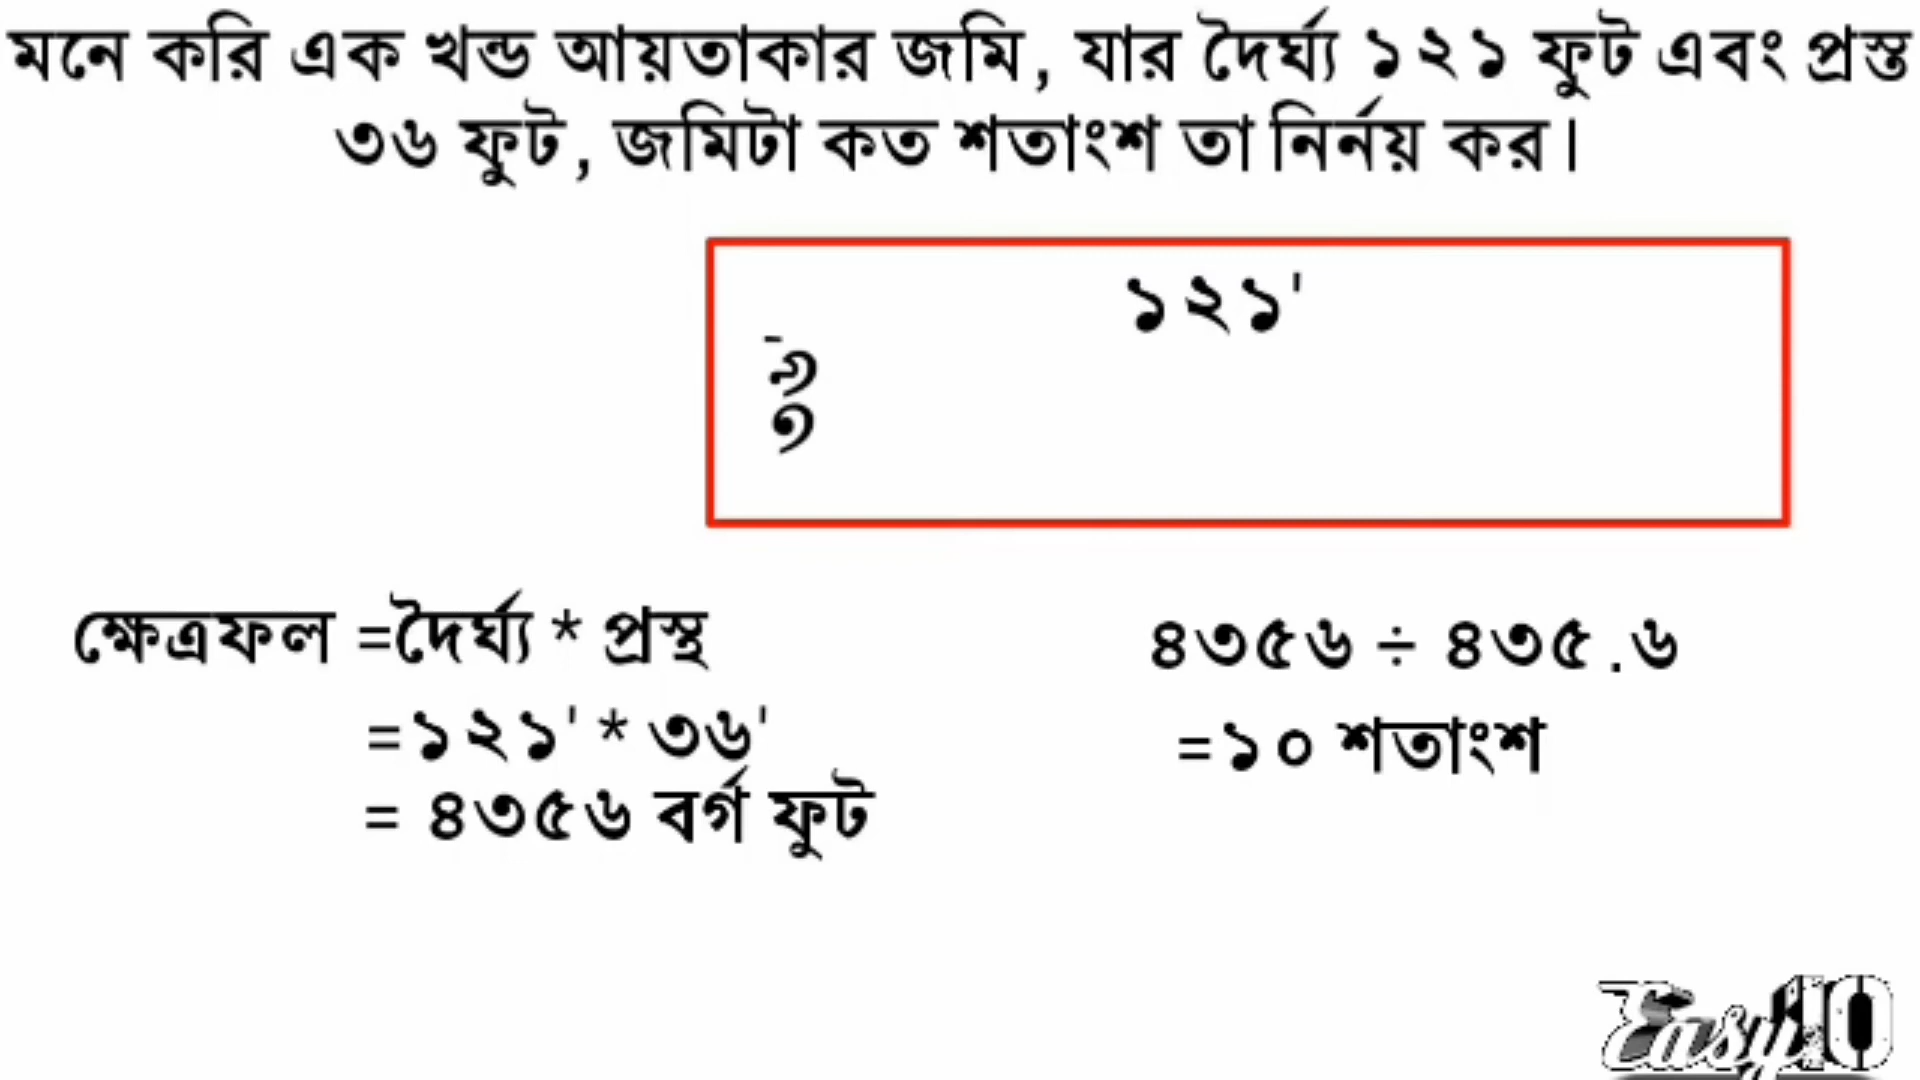 মনে করি এক খন্ড আয়তাকার জমি, যার দৈর্ঘ্য ১২১ ফুট এবং প্রস্ত
৩৬ ফুট, জমিটা কত শতাংশ তা নির্নয় কর।
১২১'
৩৬'
ক্ষেত্রফল =দৈর্ঘ্য * প্রস্থ
=১২১' * ৩৬'
= ৪৩৫৬ বর্গ ফুট
৪৩৫৬ ÷ ৪৩৫.৬
=১০ শতাংশ
Easy10